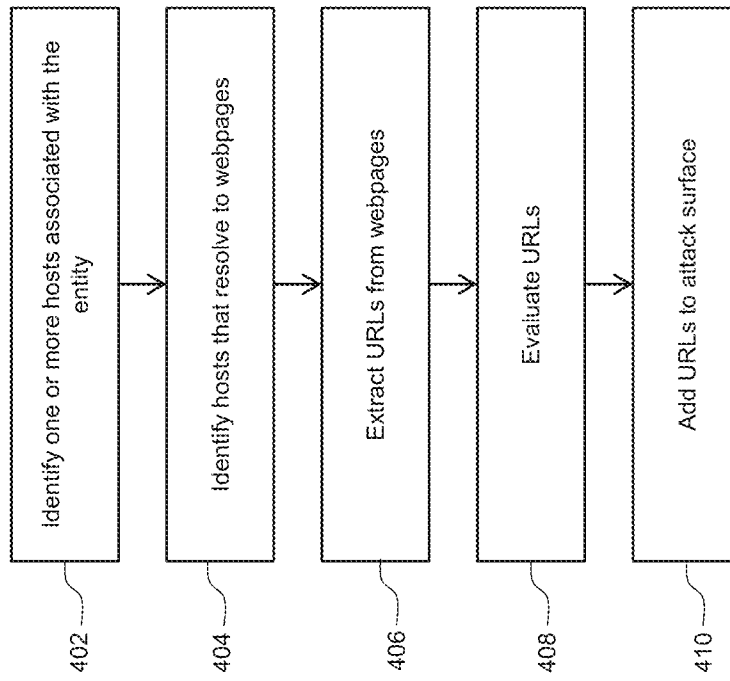 402
Identify one or more hosts associated with the
entity
404
Identify hosts that resolve to webpages
406
Extract URLs from webpages
408
Evaluate URLs
410
Add URLs to attack surface